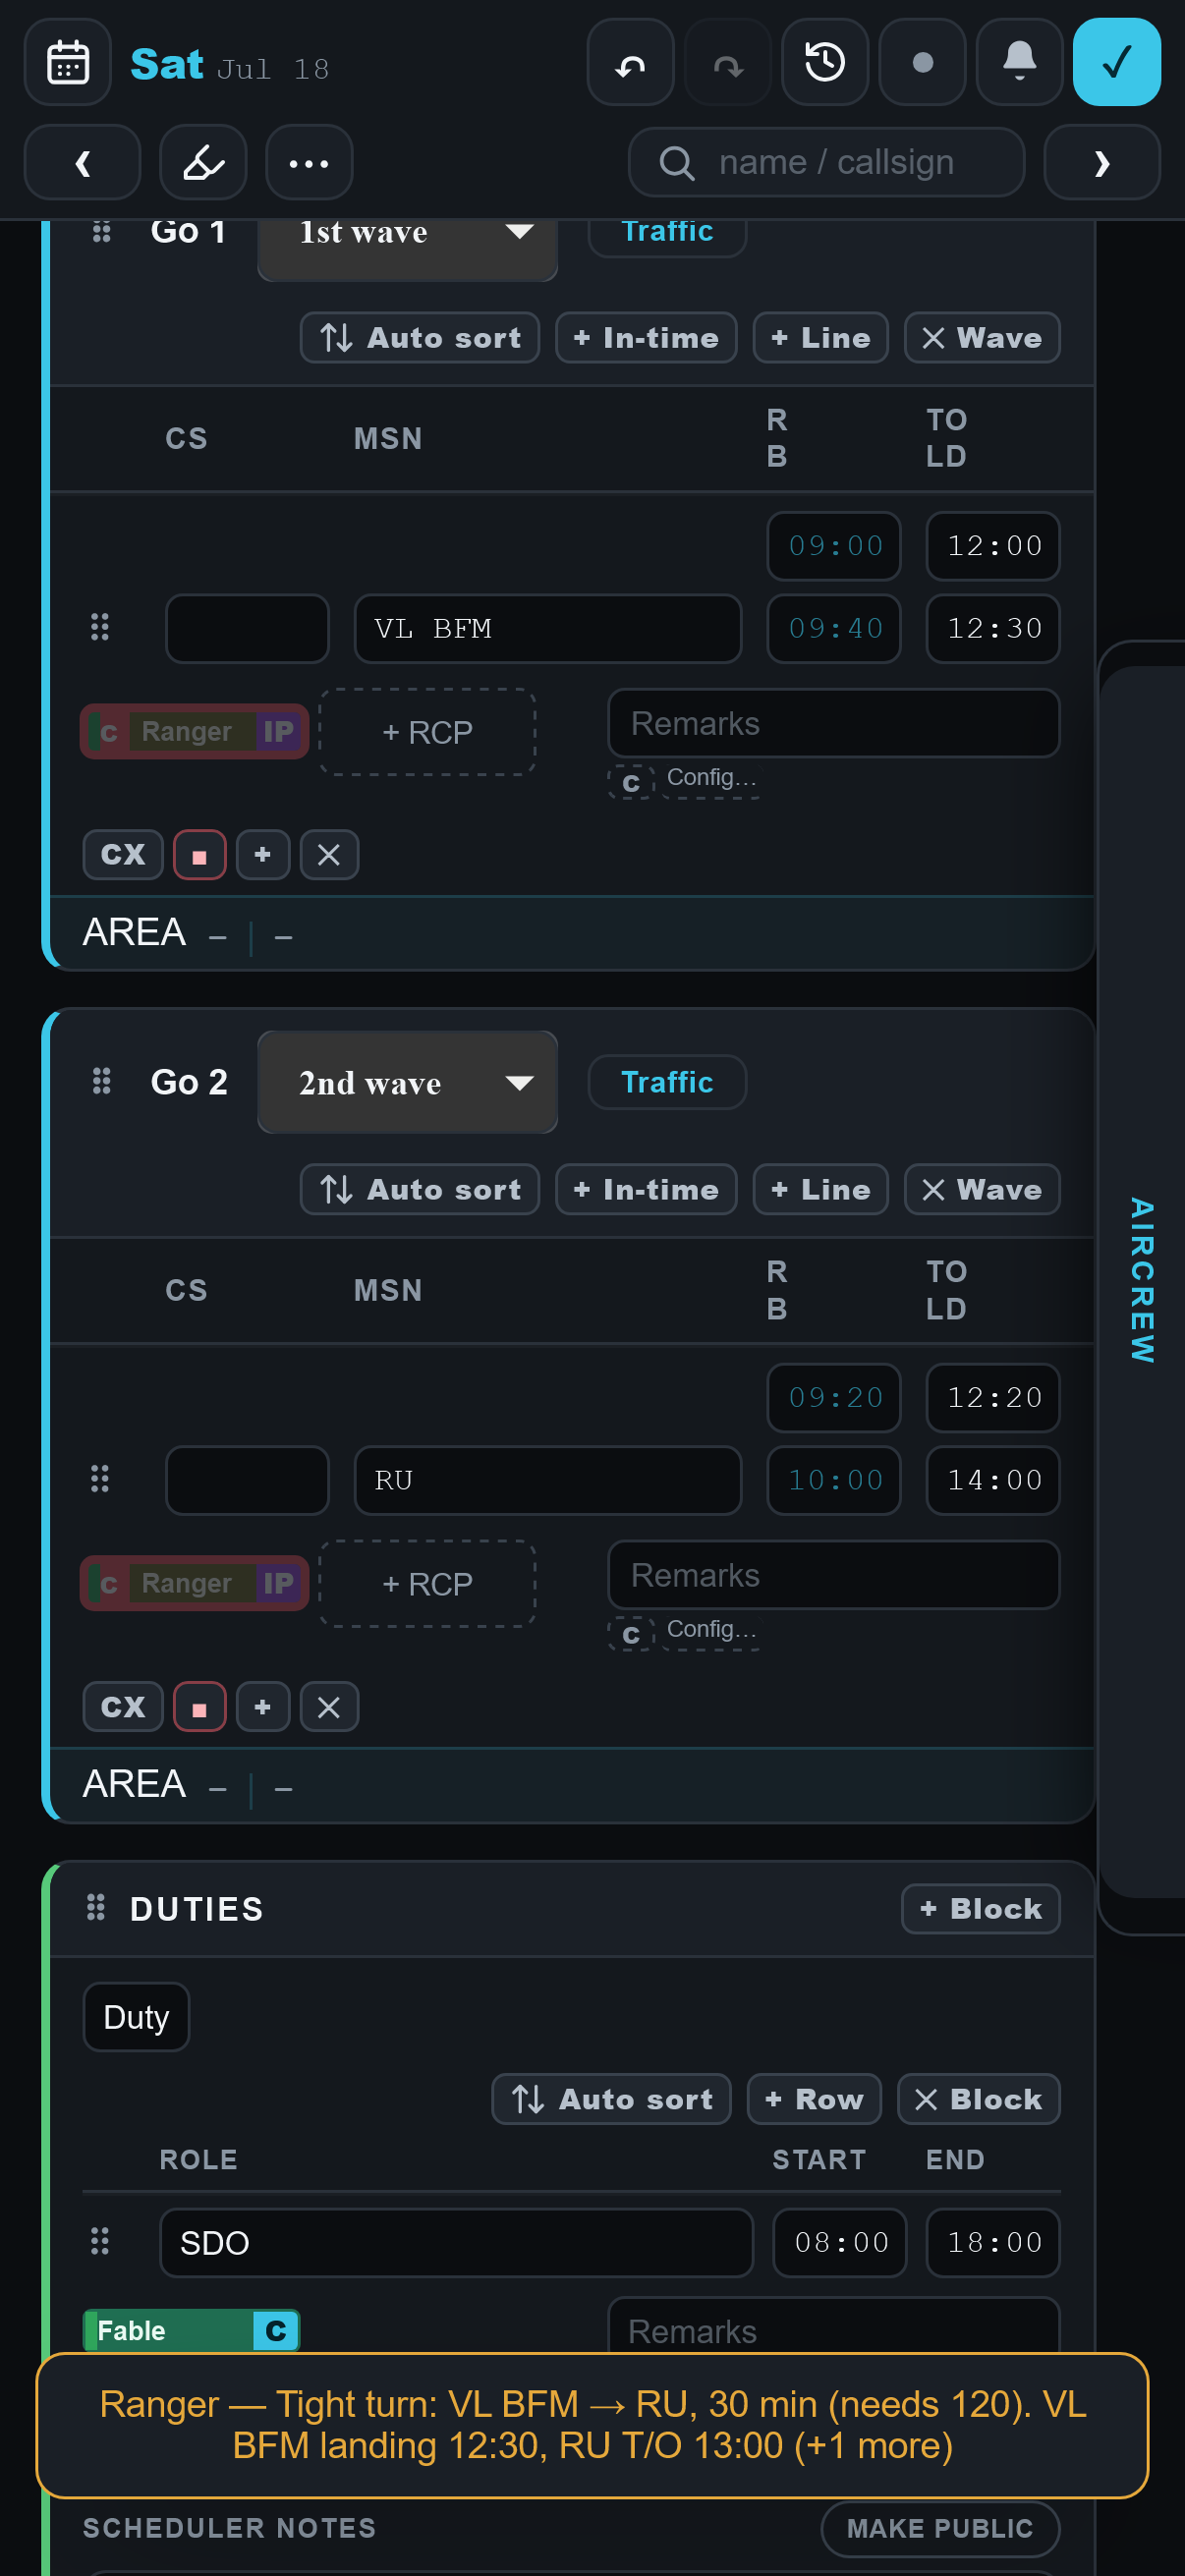 Sat Jul 18
name / callsign
Go 1 1st wave Traffic
Auto sort + In-time + Line × Wave
CS MSN R B TO LD
09:00 12:00
VL BFM 09:40 12:30
C Ranger IP + RCP Remarks
C Config...
CX + ×
AREA – | –
Go 2 2nd wave Traffic
Auto sort + In-time + Line × Wave
CS MSN R B TO LD
09:20 12:20
RU 10:00 14:00
C Ranger IP + RCP Remarks
C Config...
CX + ×
AREA – | –
AIRCREW
DUTIES + Block
Duty
Auto sort + Row × Block
ROLE START END
SDO 08:00 18:00
Fable C Remarks
Ranger — Tight turn: VL BFM → RU, 30 min (needs 120). VL
BFM landing 12:30, RU T/O 13:00 (+1 more)
SCHEDULER NOTES MAKE PUBLIC